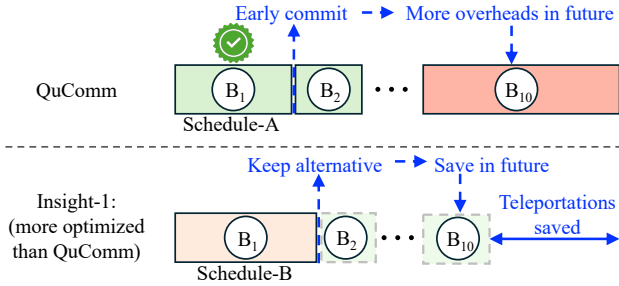 Early commit
More overheads in future
QuComm
B1
B2
B10
Schedule-A
Keep alternative
Save in future
Insight-1:
(more optimized
than QuComm)
B1
B2
B10
Teleportations
saved
Schedule-B